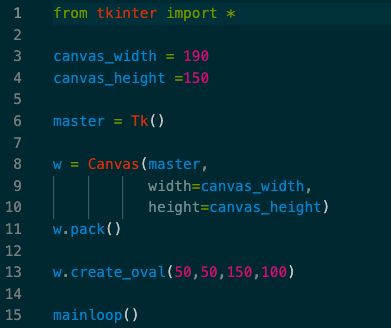 1 from tkinter import *
2
3 canvas_width = 190
4 canvas_height =150
5
6 master = Tk()
7
8 w = Canvas(master,
9            width=canvas_width,
10            height=canvas_height)
11 w.pack()
12
13 w.create_oval(50,50,150,100)
14
15 mainloop()